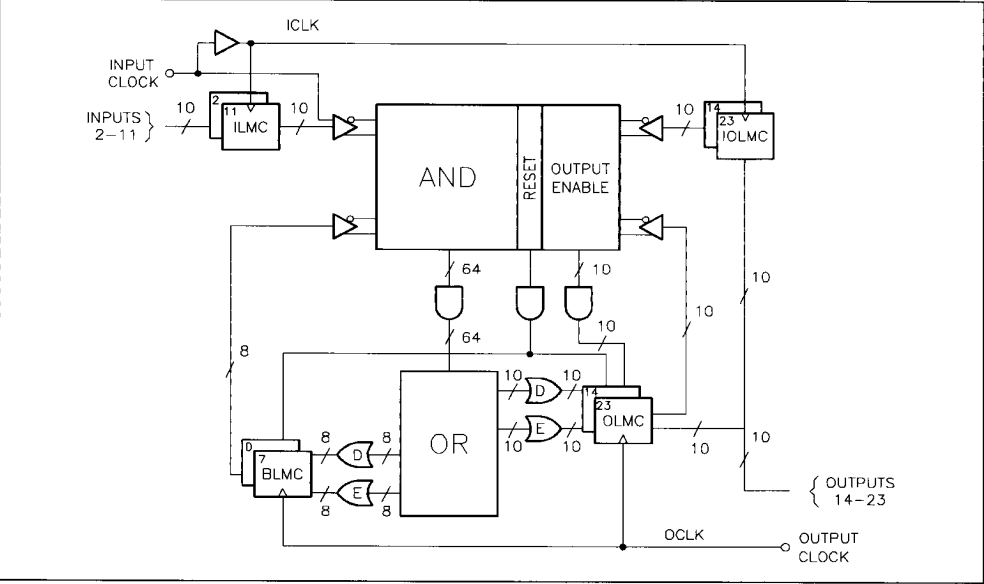 ICLK
INPUT
CLOCK
INPUTS
2-11
10
2
11
ILMC
10
AND
RESET
OUTPUT
ENABLE
10
14
23
IOLMC
64
10
10
64
10
10
8
10
D
10
14
23
OLMC
10
E
10
10
10
OR
0
7
BLMC
8
D
8
8
E
8
OUTPUTS
14-23
OCLK
OUTPUT
CLOCK